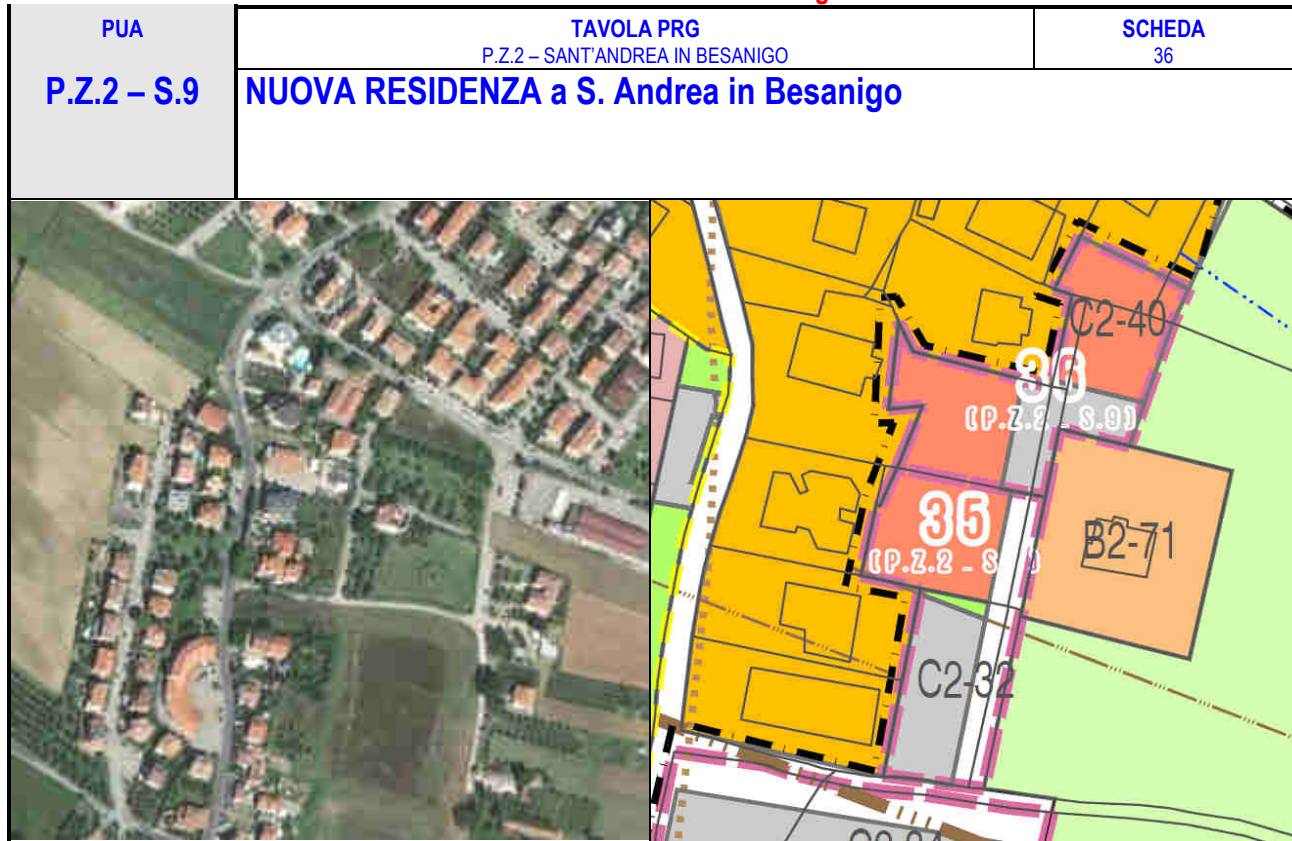 PUA
TAVOLA PRG
SCHEDA
P.Z.2 – SANT'ANDREA IN BESANIGO
36
P.Z.2 – S.9
NUOVA RESIDENZA a S. Andrea in Besanigo
C2-40
36
(P.Z.2 - S.9)
35
(P.Z.2 - S
B2-71
C2-32